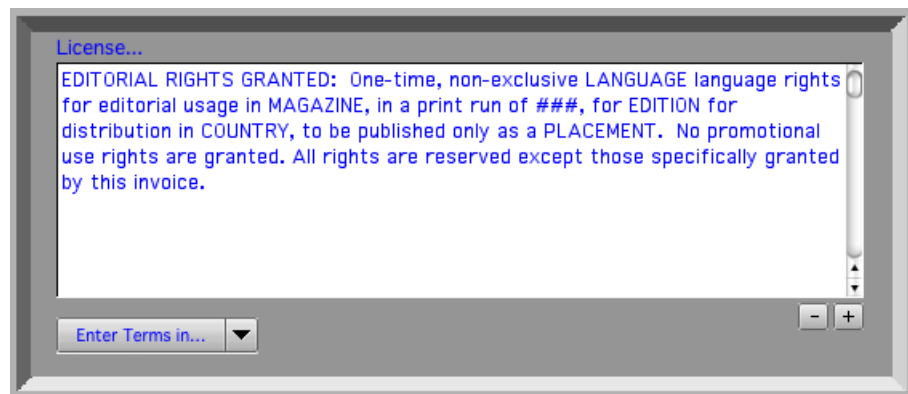 License...
EDITORIAL RIGHTS GRANTED:  One-time, non-exclusive LANGUAGE language rights
for editorial usage in MAGAZINE, in a print run of ###, for EDITION for
distribution in COUNTRY, to be published only as a PLACEMENT.  No promotional
use rights are granted. All rights are reserved except those specifically granted
by this invoice.
- +
Enter Terms in...